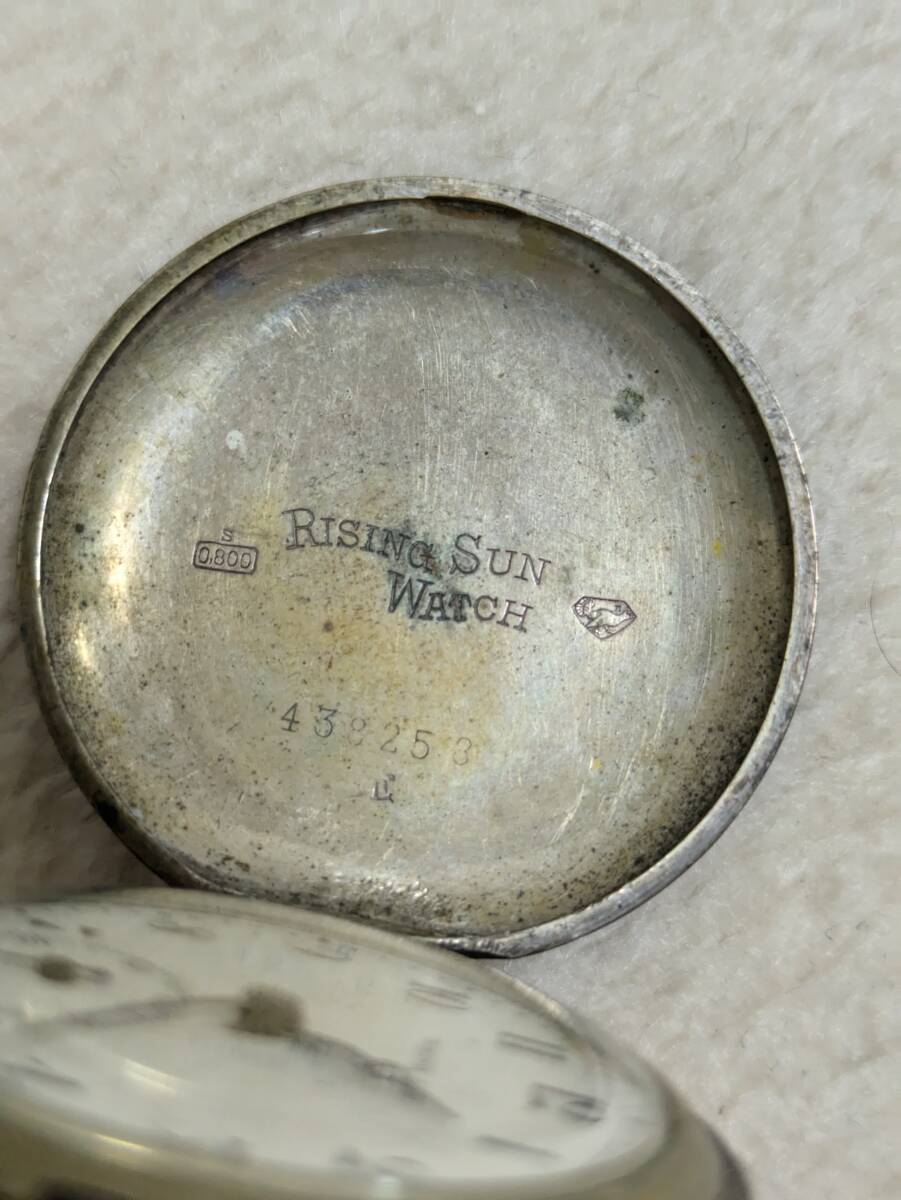 S
0,800
RISING SUN
WATCH
438253
E